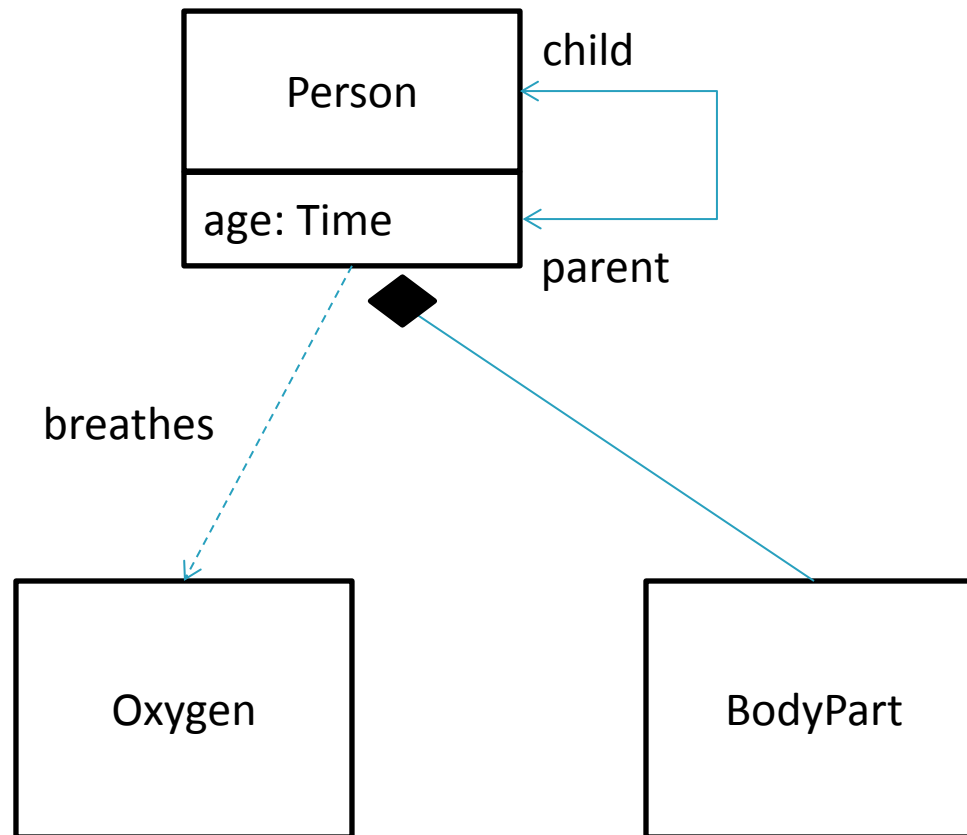 child
Person
age: Time
parent
breathes
Oxygen
BodyPart